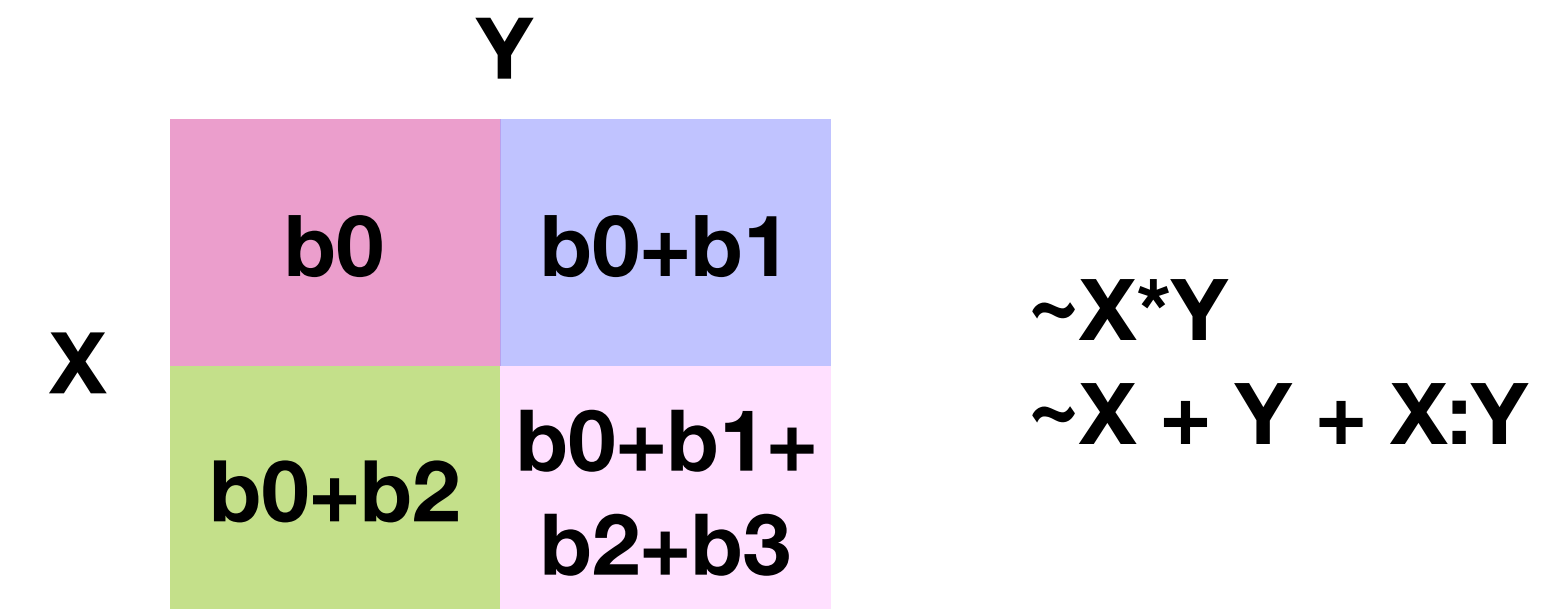 Y
b0
b0+b1
X
b0+b2
b0+b1+
b2+b3
~X*Y
~X + Y + X:Y